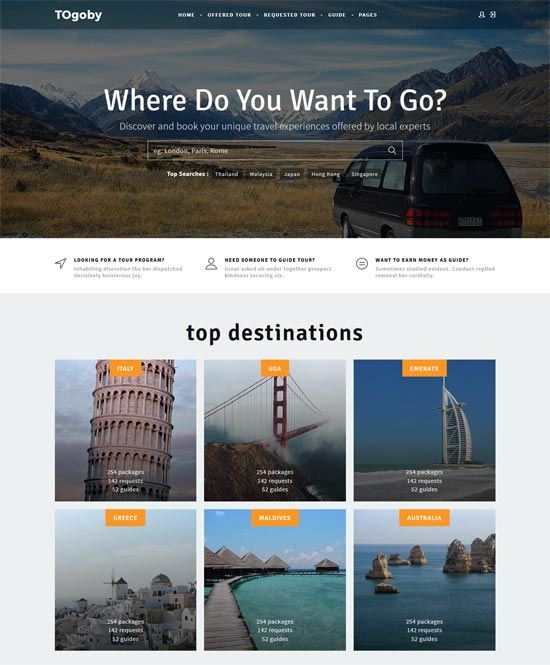 TOgoby
HOME • OFFERED TOUR • REQUESTED TOUR • GUIDE • PAGES
Where Do You Want To Go?
Discover and book your unique travel experiences offered by local experts
eg: London, Paris, Rome
Top Searches : Thailand Malaysia Japan Hong Kong Singapore
LOOKING FOR A TOUR PROGRAM?
Inhabiting discretion the her dispatched
decisively boisterous joy.
NEED SOMEONE TO GUIDE TOUR?
Great asked oh under together prospect
kindness securing six.
WANT TO EARN MONEY AS GUIDE?
Sometimes studied evident. Conduct replied
removal her cordially.
top destinations
ITALY
254 packages
142 requests
52 guides
USA
254 packages
142 requests
52 guides
EMERATE
254 packages
142 requests
52 guides
GREECE
254 packages
142 requests
52 guides
MALDIVES
254 packages
142 requests
52 guides
AUSTRALIA
254 packages
142 requests
52 guides